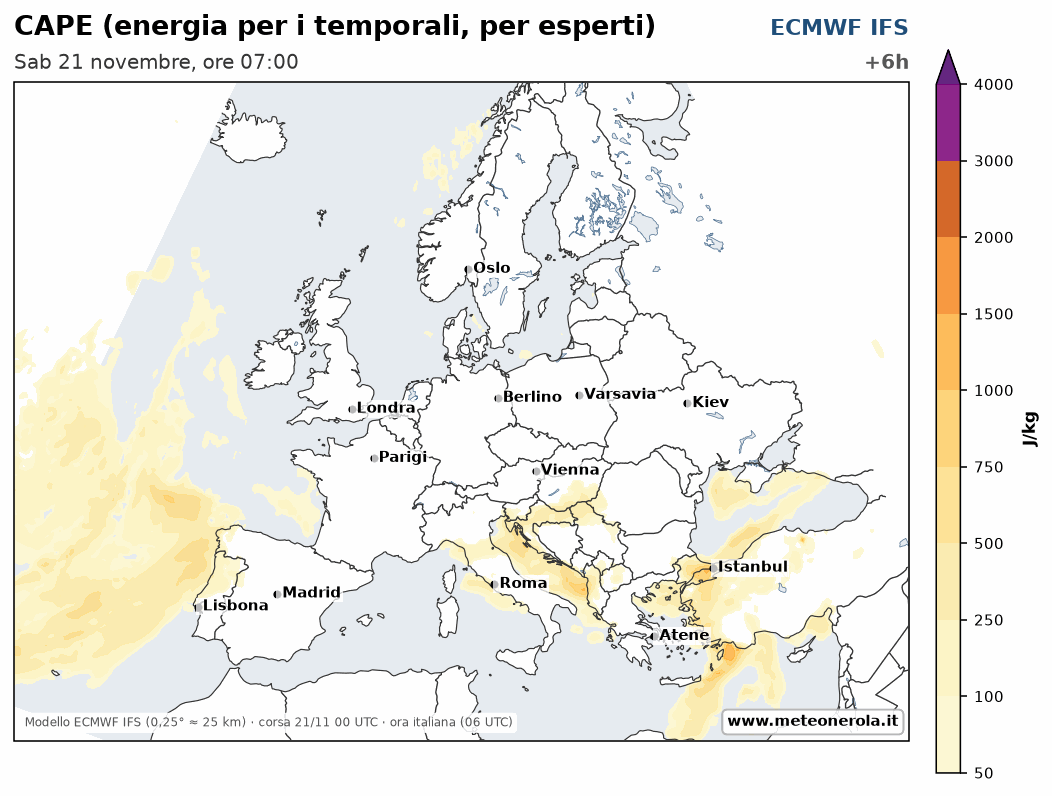 CAPE (energia per i temporali, per esperti)
ECMWF IFS
Sab 21 novembre, ore 07:00
+6h
4000
3000
2000
1500
1000
750
500
250
100
50
J/kg
Oslo
Londra
Berlino
Varsavia
Kiev
Parigi
Vienna
Istanbul
Roma
Madrid
Lisbona
Atene
Modello ECMWF IFS (0,25° ≈ 25 km) · corsa 21/11 00 UTC · ora italiana (06 UTC)
www.meteonerola.it